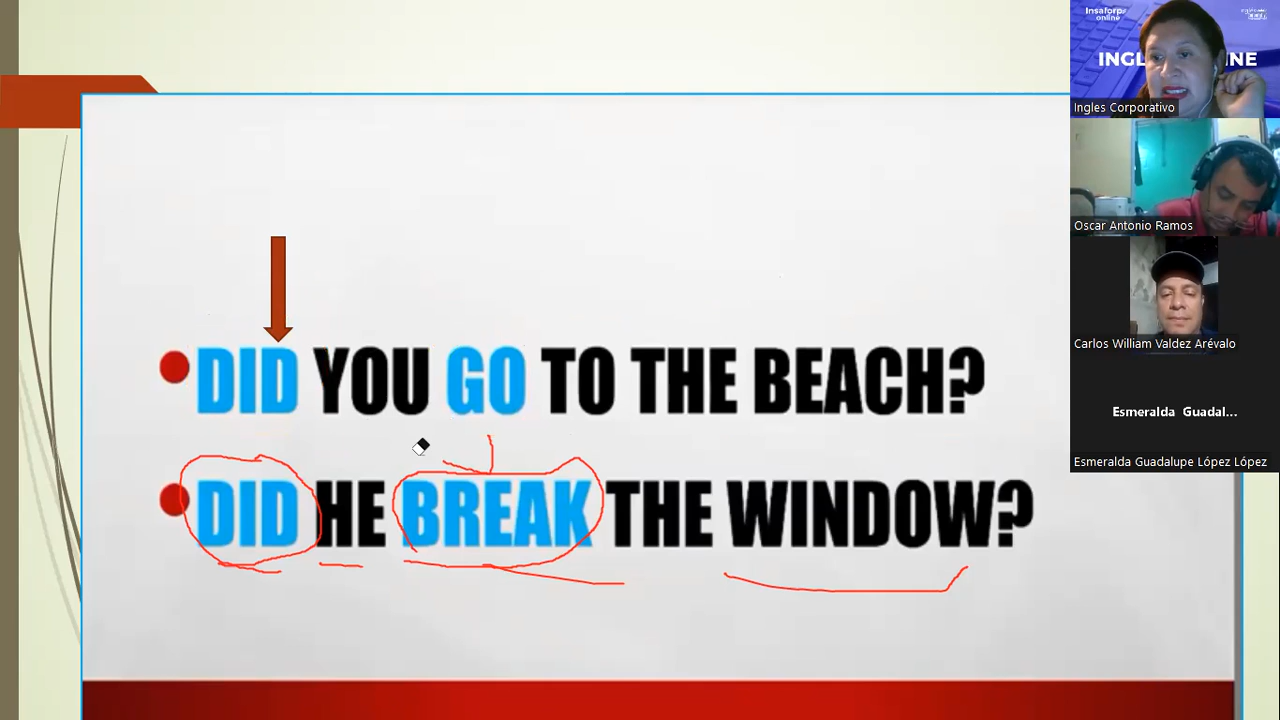 Insaforp
online
INGL INE
Ingles Corporativo
Oscar Antonio Ramos
Carlos William Valdez Arévalo
Esmeralda Guadal...
Esmeralda Guadalupe López López
DID YOU GO TO THE BEACH?
DID HE BREAK THE WINDOW?